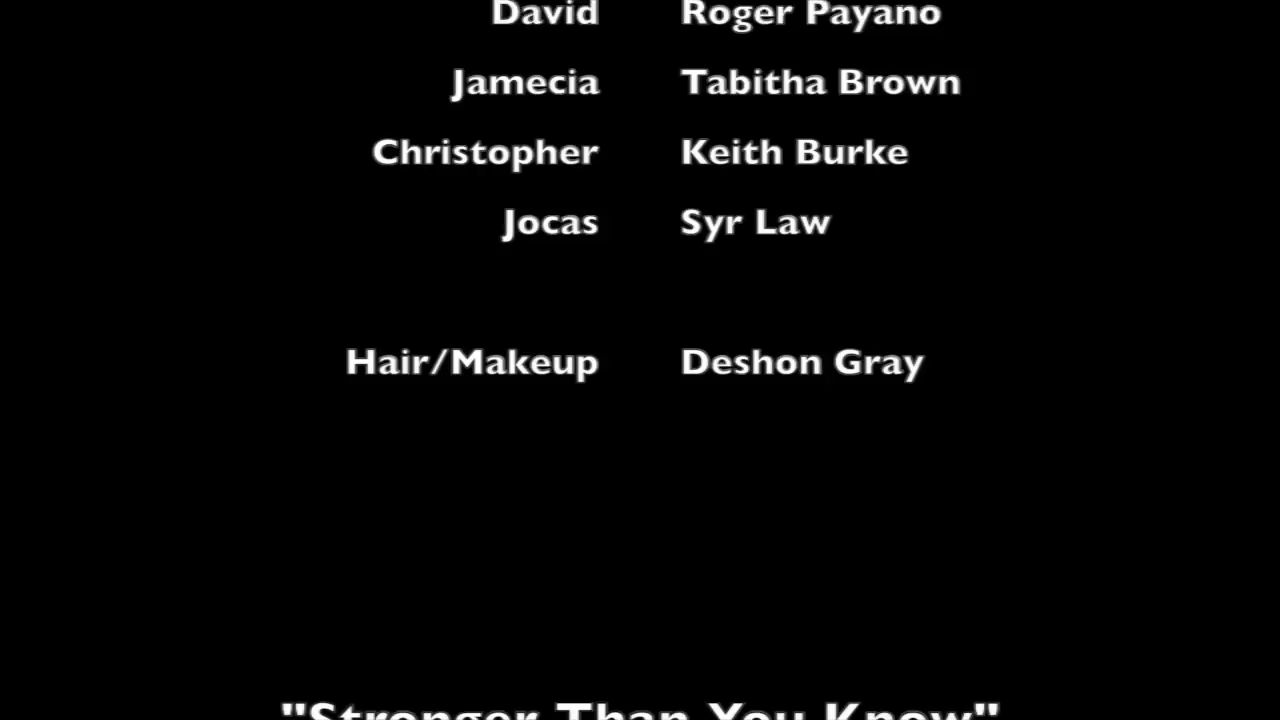 David Roger Payano
Jamecia Tabitha Brown
Christopher Keith Burke
Jocas Syr Law
Hair/Makeup Deshon Gray
"Stronger Than You Know"